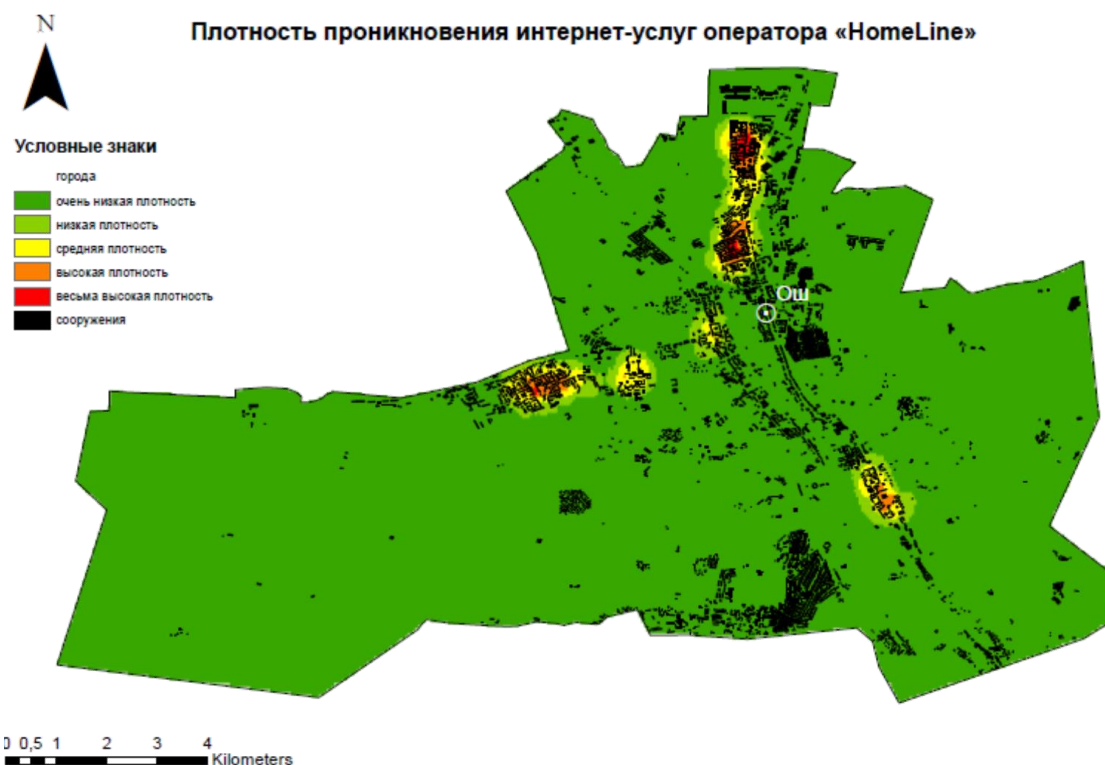 N
Плотность проникновения интернет-услуг оператора «HomeLine»
Условные знаки
города
очень низкая плотность
низкая плотность
средняя плотность
высокая плотность
весьма высокая плотность
сооружения
Ош
0 0,5 1 2 3 4
Kilometers